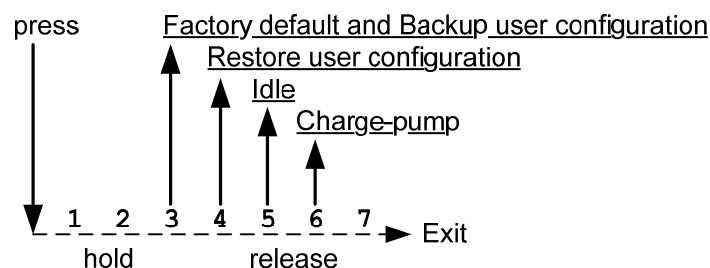 press
Factory default and Backup user configuration
Restore user configuration
Idle
Charge-pump
1 2 3 4 5 6 7
Exit
hold release